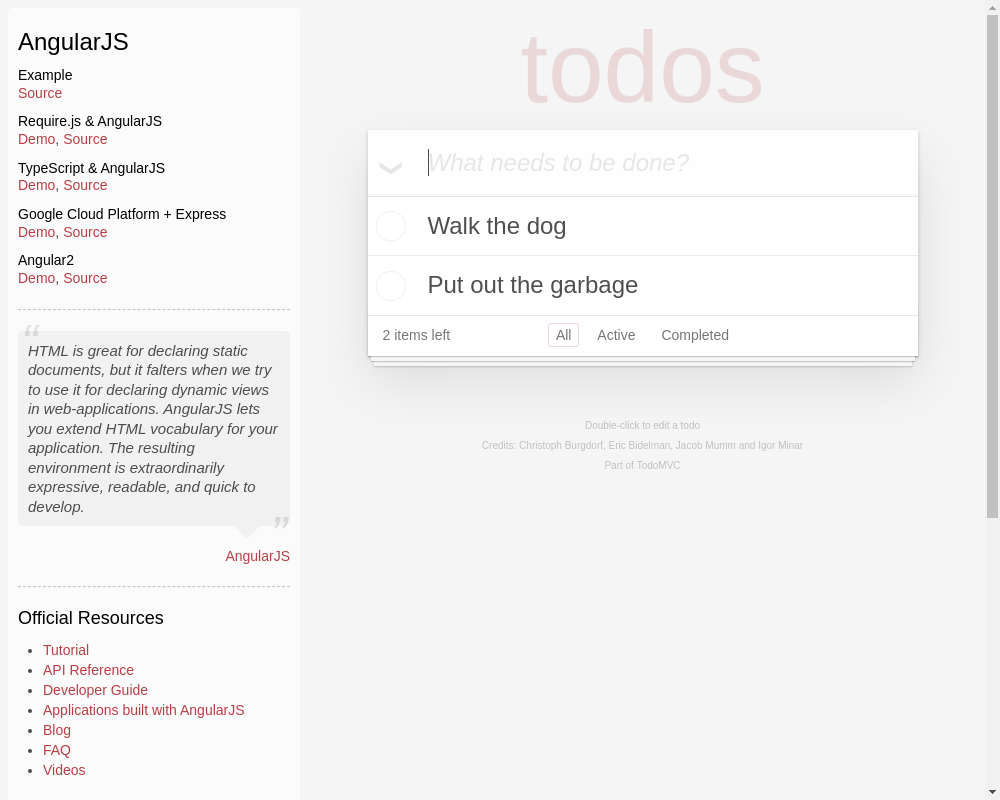 AngularJS
Example
Source
Require.js & AngularJS
Demo, Source
TypeScript & AngularJS
Demo, Source
Google Cloud Platform + Express
Demo, Source
Angular2
Demo, Source
“
HTML is great for declaring static
documents, but it falters when we try
to use it for declaring dynamic views
in web-applications. AngularJS lets
you extend HTML vocabulary for your
application. The resulting
environment is extraordinarily
expressive, readable, and quick to
develop.
”
AngularJS
Official Resources
• Tutorial
• API Reference
• Developer Guide
• Applications built with AngularJS
• Blog
• FAQ
• Videos
todos
What needs to be done?
Walk the dog
Put out the garbage
2 items left All Active Completed
Double-click to edit a todo
Credits: Christoph Burgdorf, Eric Bidelman, Jacob Mumm and Igor Minar
Part of TodoMVC